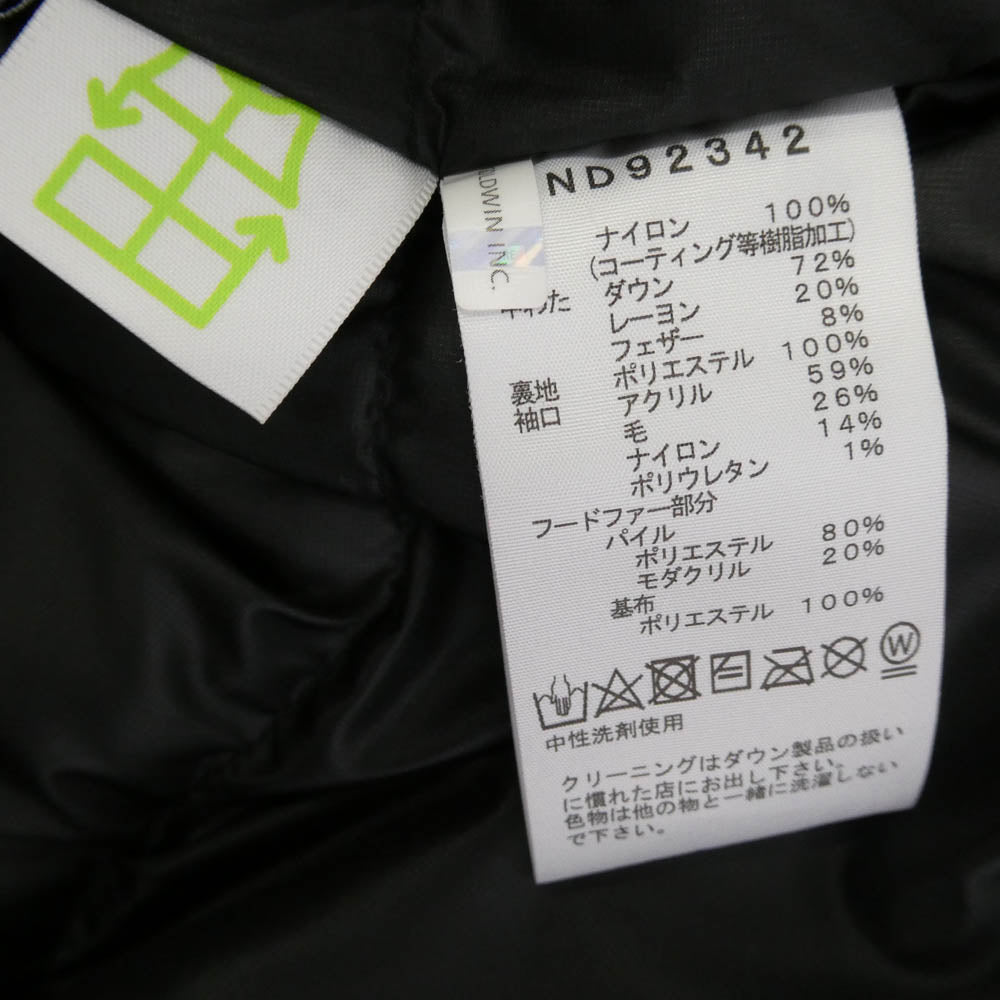 ND92342
LDWIN INC.
ナイロン 100%
(コーティング等樹脂加工)
わた ダウン 72%
レーヨン 20%
フェザー 8%
裏地 ポリエステル 100%
袖口 アクリル 59%
毛 26%
ナイロン 14%
ポリウレタン 1%
フードファー部分
パイル
ポリエステル 80%
モダクリル 20%
基布
ポリエステル 100%
W
中性洗剤使用
クリーニングはダウン製品の扱い
に慣れた店にお出し下さい。
色物は他の物と一緒に洗濯しない
で下さい。